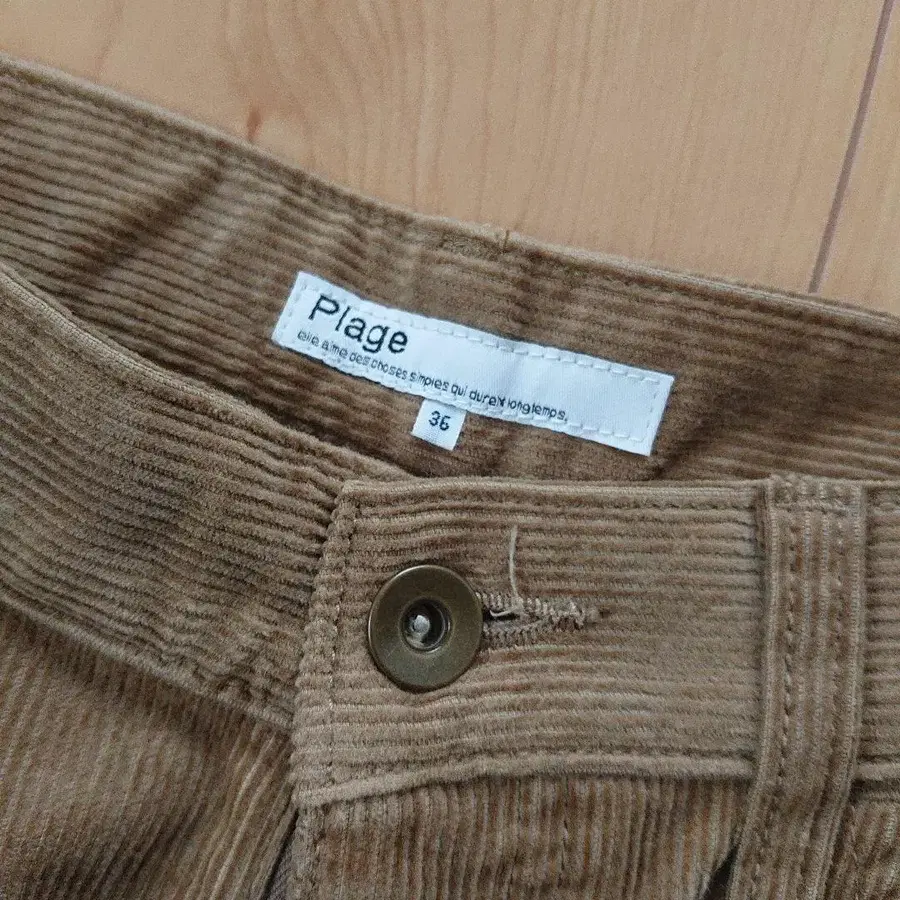 Plage
elle aime des choses simples qui durent longtemps.
36